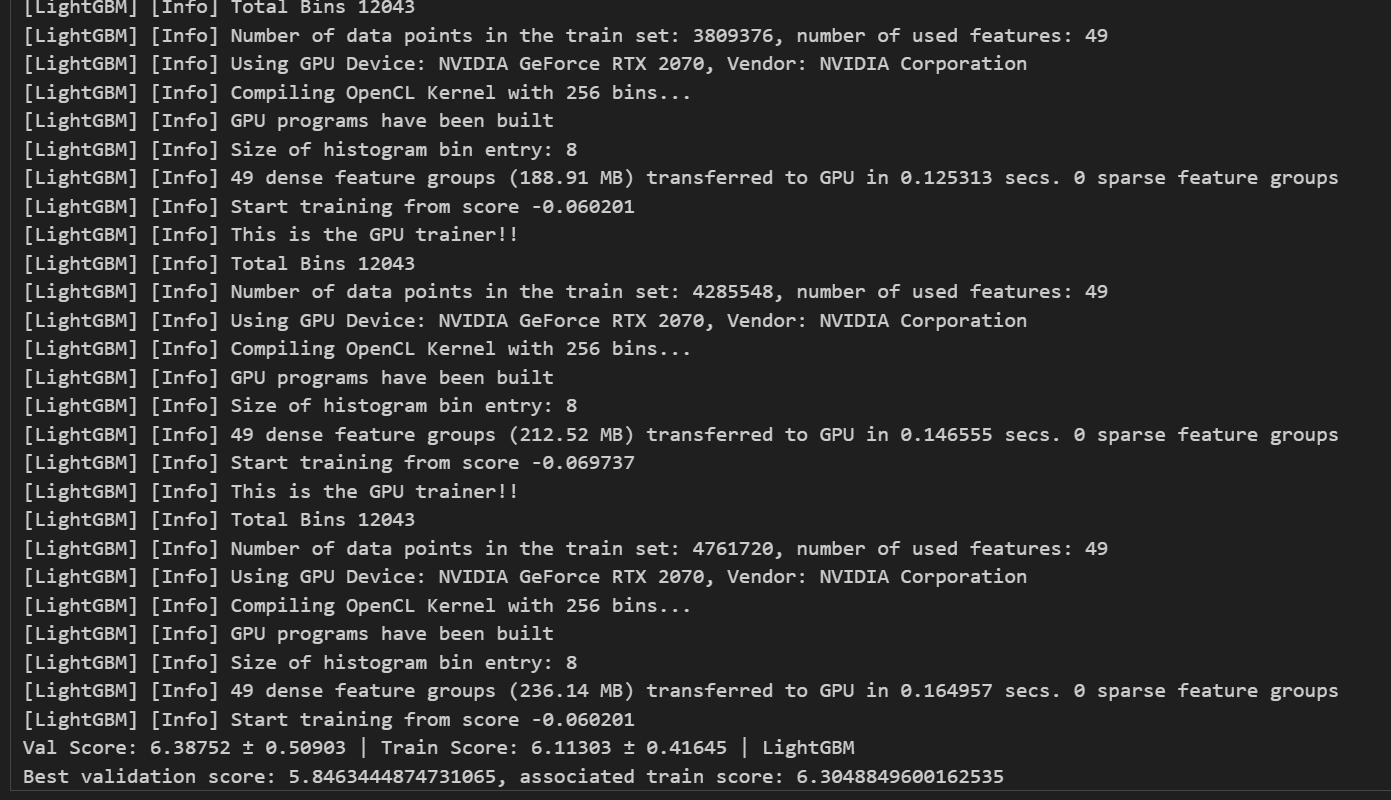 [LightGBM] [Info] Total Bins 12043
[LightGBM] [Info] Number of data points in the train set: 3809376, number of used features: 49
[LightGBM] [Info] Using GPU Device: NVIDIA GeForce RTX 2070, Vendor: NVIDIA Corporation
[LightGBM] [Info] Compiling OpenCL Kernel with 256 bins...
[LightGBM] [Info] GPU programs have been built
[LightGBM] [Info] Size of histogram bin entry: 8
[LightGBM] [Info] 49 dense feature groups (188.91 MB) transferred to GPU in 0.125313 secs. 0 sparse feature groups
[LightGBM] [Info] Start training from score -0.060201
[LightGBM] [Info] This is the GPU trainer!!
[LightGBM] [Info] Total Bins 12043
[LightGBM] [Info] Number of data points in the train set: 4285548, number of used features: 49
[LightGBM] [Info] Using GPU Device: NVIDIA GeForce RTX 2070, Vendor: NVIDIA Corporation
[LightGBM] [Info] Compiling OpenCL Kernel with 256 bins...
[LightGBM] [Info] GPU programs have been built
[LightGBM] [Info] Size of histogram bin entry: 8
[LightGBM] [Info] 49 dense feature groups (212.52 MB) transferred to GPU in 0.146555 secs. 0 sparse feature groups
[LightGBM] [Info] Start training from score -0.069737
[LightGBM] [Info] This is the GPU trainer!!
[LightGBM] [Info] Total Bins 12043
[LightGBM] [Info] Number of data points in the train set: 4761720, number of used features: 49
[LightGBM] [Info] Using GPU Device: NVIDIA GeForce RTX 2070, Vendor: NVIDIA Corporation
[LightGBM] [Info] Compiling OpenCL Kernel with 256 bins...
[LightGBM] [Info] GPU programs have been built
[LightGBM] [Info] Size of histogram bin entry: 8
[LightGBM] [Info] 49 dense feature groups (236.14 MB) transferred to GPU in 0.164957 secs. 0 sparse feature groups
[LightGBM] [Info] Start training from score -0.060201
Val Score: 6.38752 ± 0.50903 | Train Score: 6.11303 ± 0.41645 | LightGBM
Best validation score: 5.8463444874731065, associated train score: 6.3048849600162535